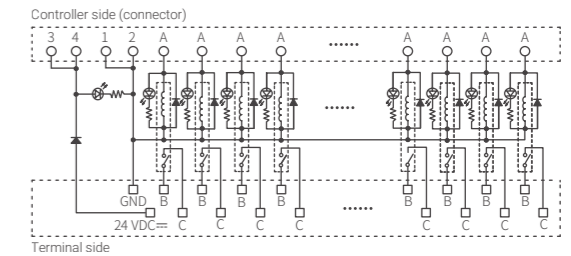 Controller side (connector)
3 4 1 2 A A A A ...... A A A A
......
GND B B B B B B B B
24 VDC⎓ C C C C ...... C C C C
Terminal side